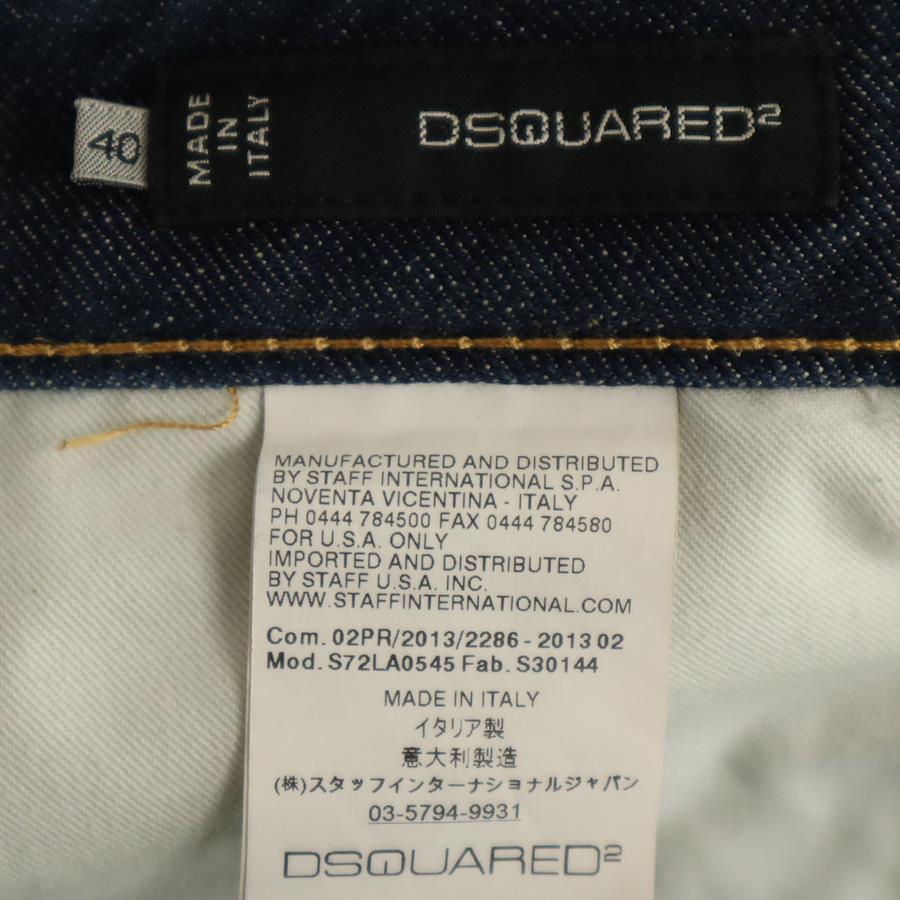 40
MADE
IN
ITALY
DSQUARED²
MANUFACTURED AND DISTRIBUTED
BY STAFF INTERNATIONAL S.P.A.
NOVENTA VICENTINA - ITALY
PH 0444 784500 FAX 0444 784580
FOR U.S.A. ONLY
IMPORTED AND DISTRIBUTED
BY STAFF U.S.A. INC.
WWW.STAFFINTERNATIONAL.COM
Com. 02PR/2013/2286 - 2013 02
Mod. S72LA0545 Fab. S30144
MADE IN ITALY
イタリア製
意大利製造
(株)スタッフインターナショナルジャパン
03-5794-9931
DSQUARED²